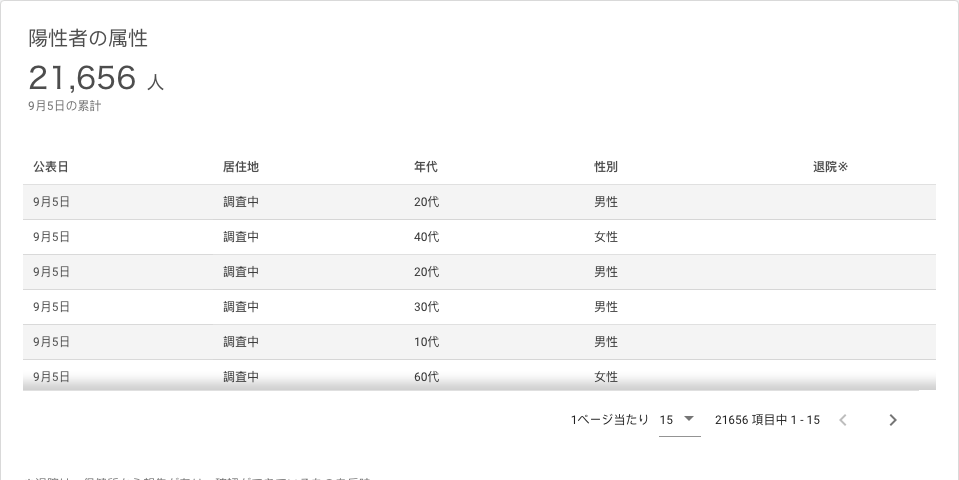 陽性者の属性
21,656 人
9月5日の累計
公表日 居住地 年代 性別 退院※
9月5日 調査中 20代 男性
9月5日 調査中 40代 女性
9月5日 調査中 20代 男性
9月5日 調査中 30代 男性
9月5日 調査中 10代 男性
9月5日 調査中 60代 女性
1ページ当たり 15 21656 項目中 1 - 15